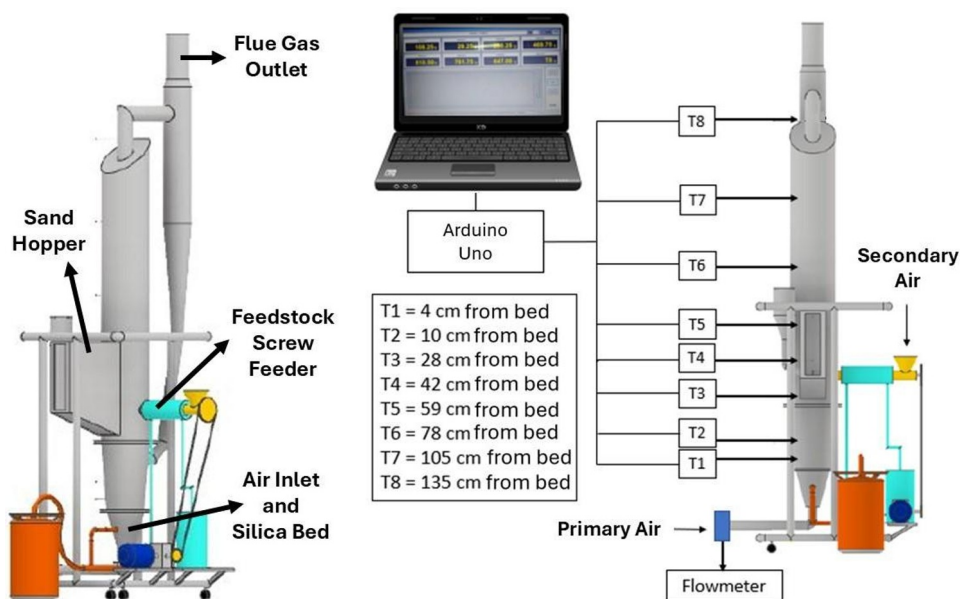 Flue Gas
Outlet
Sand
Hopper
Feedstock
Screw
Feeder
Air Inlet
and
Silica Bed
Arduino
Uno
T1 = 4 cm from bed
T2 = 10 cm from bed
T3 = 28 cm from bed
T4 = 42 cm from bed
T5 = 59 cm from bed
T6 = 78 cm from bed
T7 = 105 cm from bed
T8 = 135 cm from bed
T8
T7
T6
T5
T4
T3
T2
T1
Secondary
Air
Primary Air
Flowmeter